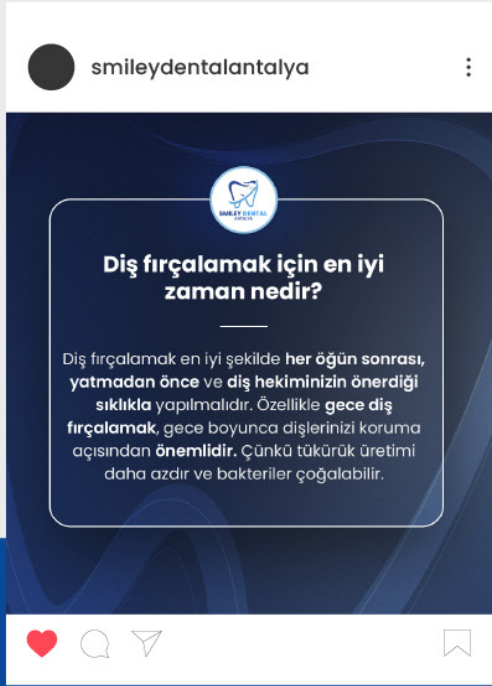 smileydentalantalya
SMILEY DENTAL
Diş fırçalamak için en iyi
zaman nedir?
Diş fırçalamak en iyi şekilde her öğün sonrası,
yatmadan önce ve diş hekiminizin önerdiği
sıklıkla yapılmalıdır. Özellikle gece diş
fırçalamak, gece boyunca dişlerinizi koruma
açısından önemlidir. Çünkü tükürük üretimi
daha azdır ve bakteriler çoğalabilir.